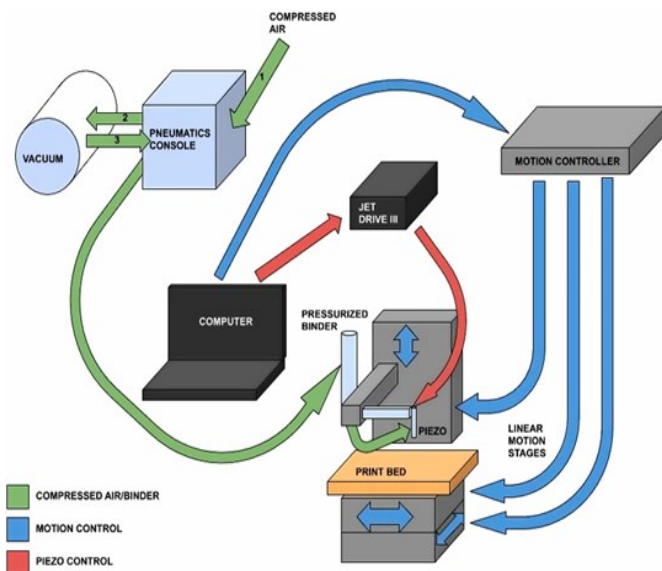 COMPRESSED
AIR
1
2
3
PNEUMATICS
CONSOLE
VACUUM
MOTION CONTROLLER
JET
DRIVE III
COMPUTER
PRESSURIZED
BINDER
PIEZO
LINEAR
MOTION
STAGES
PRINT BED
COMPRESSED AIR/BINDER
MOTION CONTROL
PIEZO CONTROL